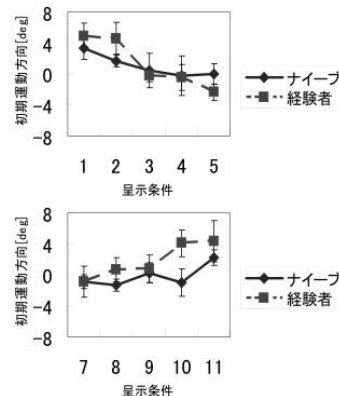 初期運動方向[deg]
8
4
0
−4
−8
1 2 3 4 5
呈示条件
ナイーブ
経験者
初期運動方向[deg]
8
4
0
−4
−8
7 8 9 10 11
呈示条件
ナイーブ
経験者